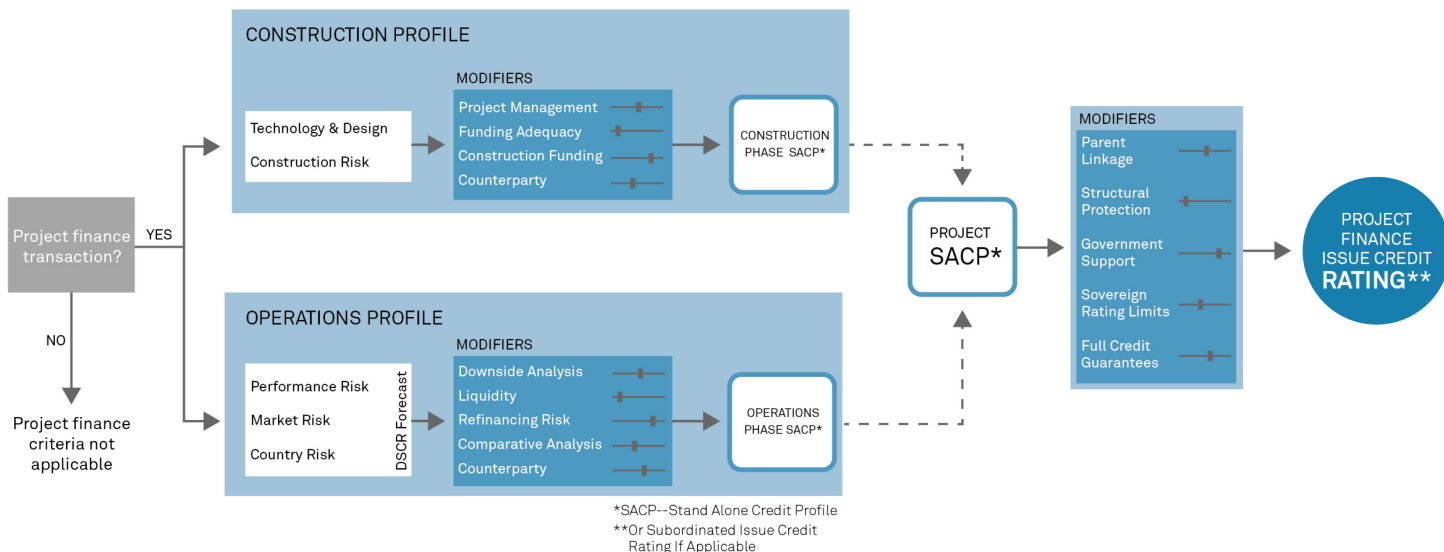 Project finance
transaction?
YES
NO
Project finance
criteria not
applicable
CONSTRUCTION PROFILE
Technology & Design
Construction Risk
MODIFIERS
Project Management
Funding Adequacy
Construction Funding
Counterparty
CONSTRUCTION
PHASE SACP*
OPERATIONS PROFILE
Performance Risk
Market Risk
Country Risk
DSCR Forecast
MODIFIERS
Downside Analysis
Liquidity
Refinancing Risk
Comparative Analysis
Counterparty
OPERATIONS
PHASE SACP*
PROJECT
SACP*
MODIFIERS
Parent
Linkage
Structural
Protection
Government
Support
Sovereign
Rating Limits
Full Credit
Guarantees
PROJECT
FINANCE
ISSUE CREDIT
RATING**
*SACP--Stand Alone Credit Profile
**Or Subordinated Issue Credit
Rating If Applicable